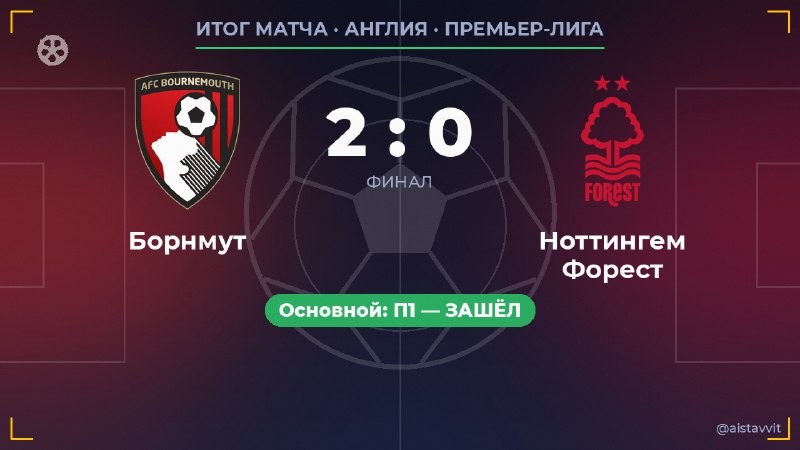 ИТОГ МАТЧА · АНГЛИЯ · ПРЕМЬЕР-ЛИГА
AFC BOURNEMOUTH
2 : 0
ФИНАЛ
FOREST
Борнмут
Ноттингем
Форест
Основной: П1 — ЗАШЁЛ
@aistavvit